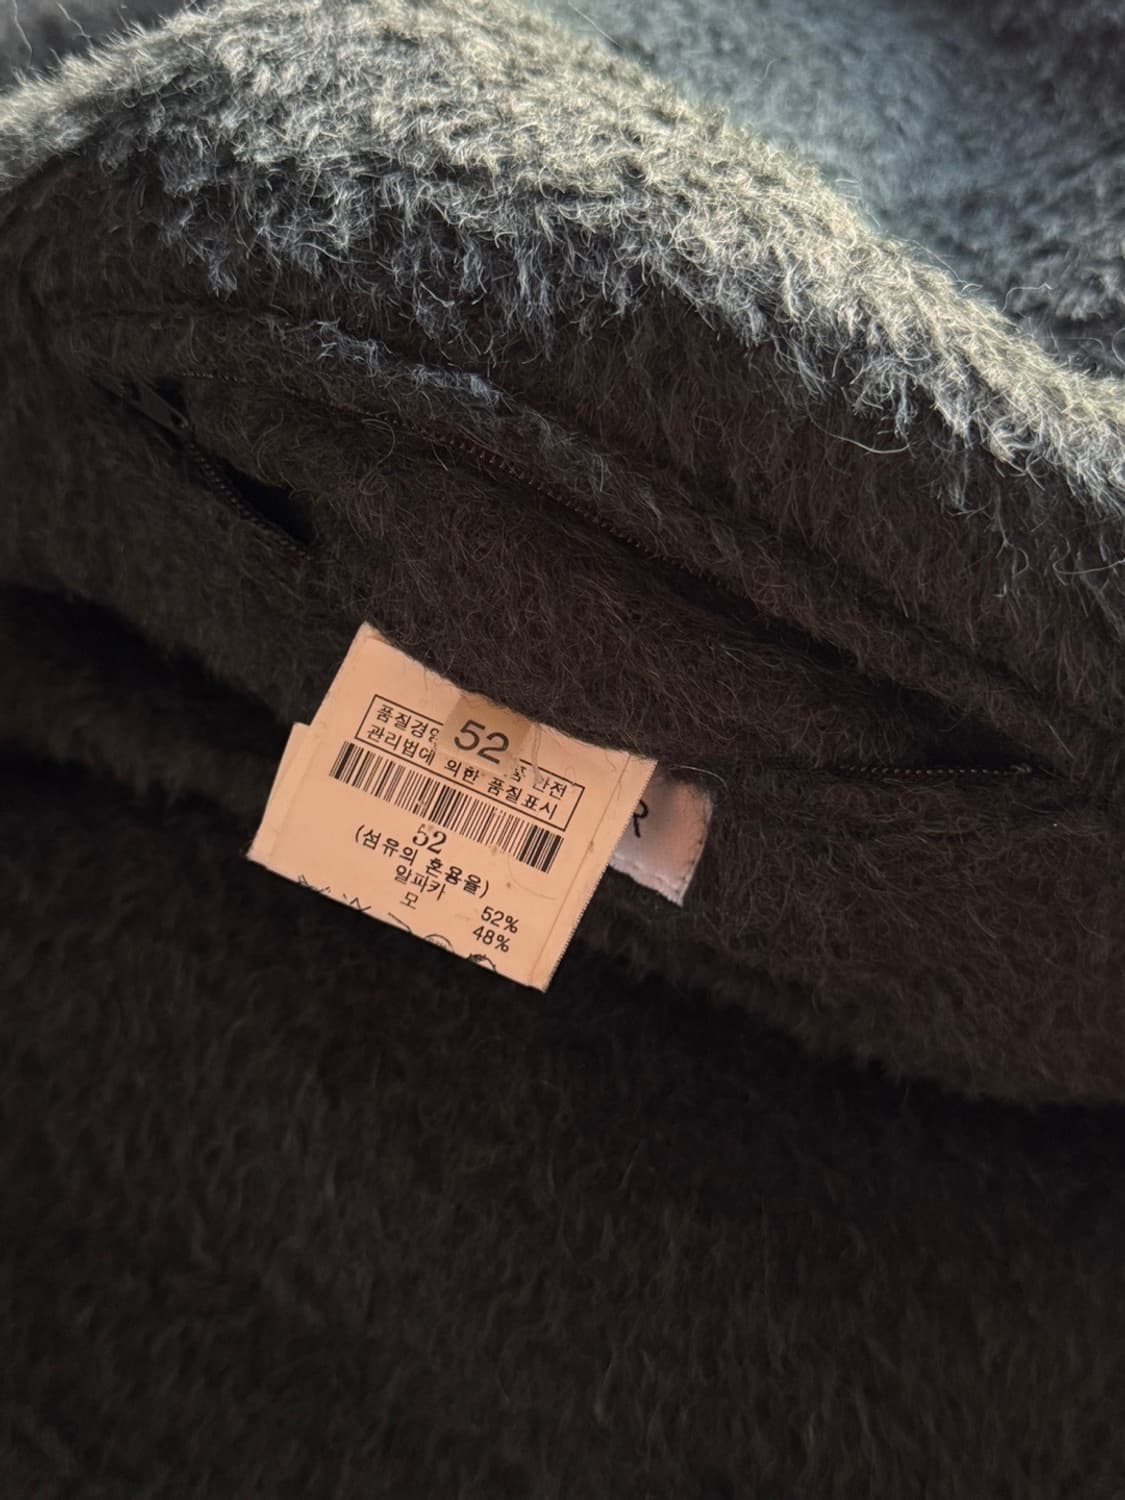 52
품질경영
관리법에 의한 품질표시
52
(섬유의 혼용율)
알파카 52%
모 48%
R